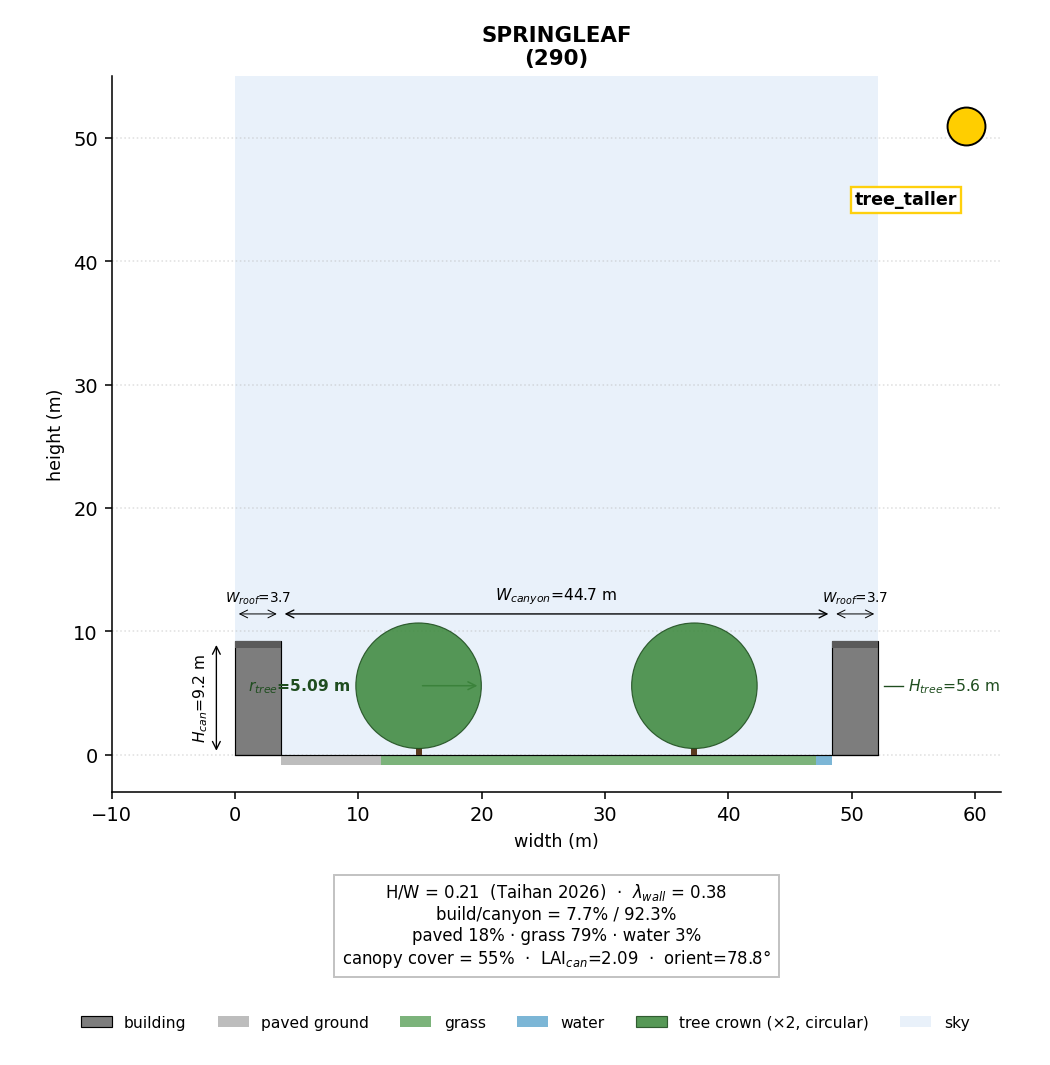 SPRINGLEAF
(290)
50
tree_taller
40
30
height (m)
20
W_roof=3.7
W_canyon=44.7 m
W_roof=3.7
10
H_can=9.2 m
r_tree=5.09 m
H_tree=5.6 m
0
−10 0 10 20 30 40 50 60
width (m)
H/W = 0.21 (Taihan 2026) · λ_wall = 0.38
build/canyon = 7.7% / 92.3%
paved 18% · grass 79% · water 3%
canopy cover = 55% · LAI_can=2.09 · orient=78.8°
building paved ground grass water tree crown (×2, circular) sky